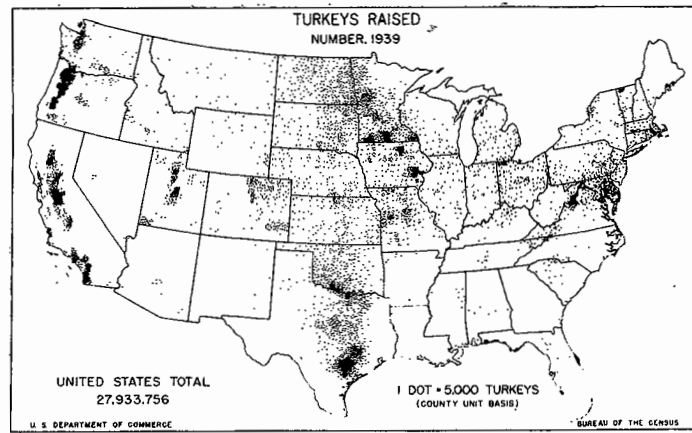 TURKEYS RAISED
NUMBER, 1939
UNITED STATES TOTAL
27,933,756
1 DOT = 5,000 TURKEYS
(COUNTY UNIT BASIS)
U. S. DEPARTMENT OF COMMERCE
BUREAU OF THE CENSUS